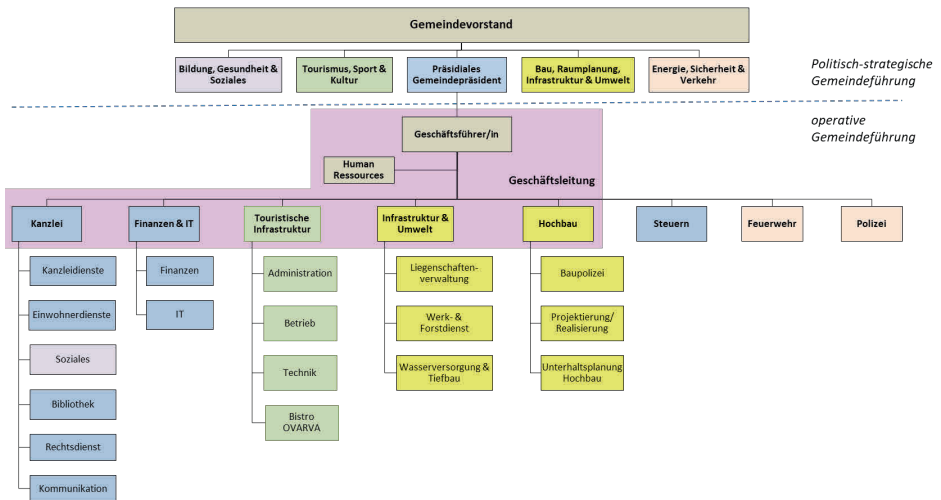 Gemeindevorstand
Bildung, Gesundheit &
Soziales
Tourismus, Sport &
Kultur
Präsidiales
Gemeindepräsident
Bau, Raumplanung,
Infrastruktur & Umwelt
Energie, Sicherheit &
Verkehr
Politisch-strategische
Gemeindeführung
operative
Gemeindeführung
Geschäftsführer/in
Human
Ressources
Geschäftsleitung
Kanzlei
Finanzen & IT
Touristische
Infrastruktur
Infrastruktur &
Umwelt
Hochbau
Steuern
Feuerwehr
Polizei
Kanzleidienste
Einwohnerdienste
Soziales
Bibliothek
Rechtsdienst
Kommunikation
Finanzen
IT
Administration
Betrieb
Technik
Bistro
OVARVA
Liegenschaften-
verwaltung
Werk- &
Forstdienst
Wasserversorgung &
Tiefbau
Baupolizei
Projektierung/
Realisierung
Unterhaltsplanung
Hochbau